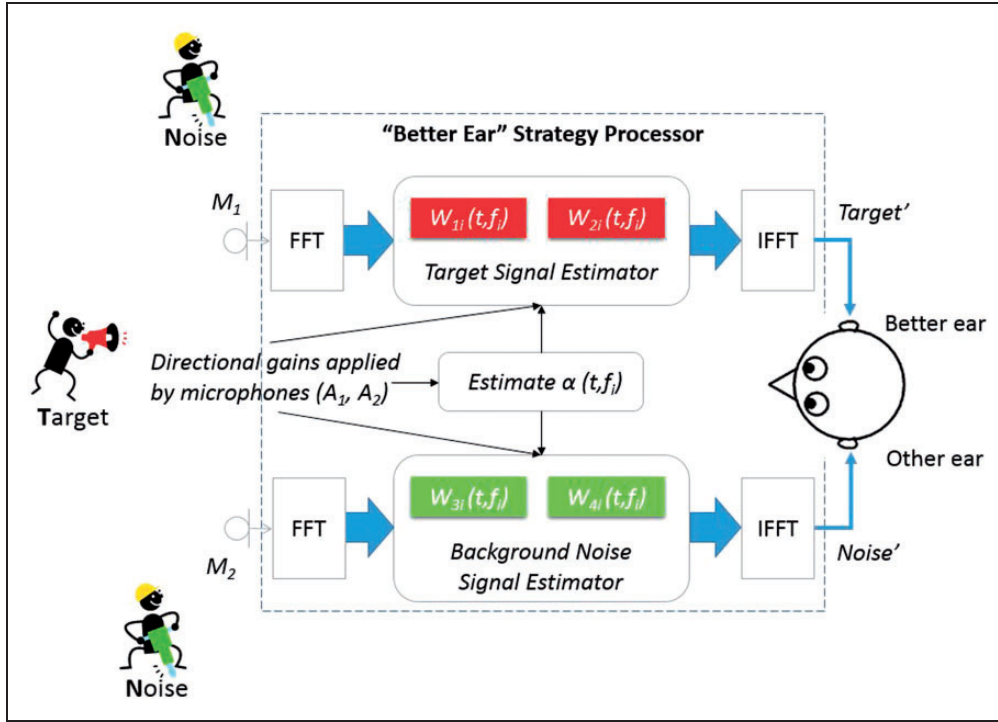 Noise
"Better Ear" Strategy Processor
M1
FFT
W1i(t,fi)
W2i(t,fi)
Target Signal Estimator
IFFT
Target'
Better ear
Directional gains applied
by microphones (A1, A2)
Estimate α (t,fi)
Target
Other ear
M2
FFT
W3i(t,fi)
W4i(t,fi)
Background Noise
Signal Estimator
IFFT
Noise'
Noise